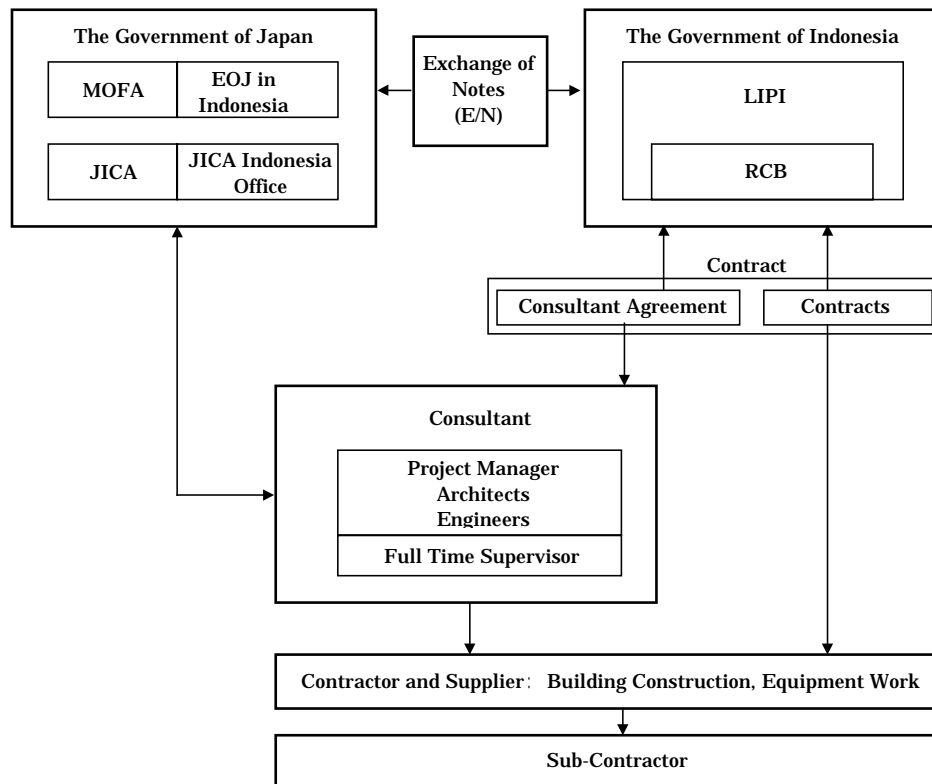 The Government of Japan
MOFA
EOJ in
Indonesia
JICA
JICA Indonesia
Office
Exchange of
Notes
(E/N)
The Government of Indonesia
LIPI
RCB
Contract
Consultant Agreement
Contracts
Consultant
Project Manager
Architects
Engineers
Full Time Supervisor
Contractor and Supplier: Building Construction, Equipment Work
Sub-Contractor